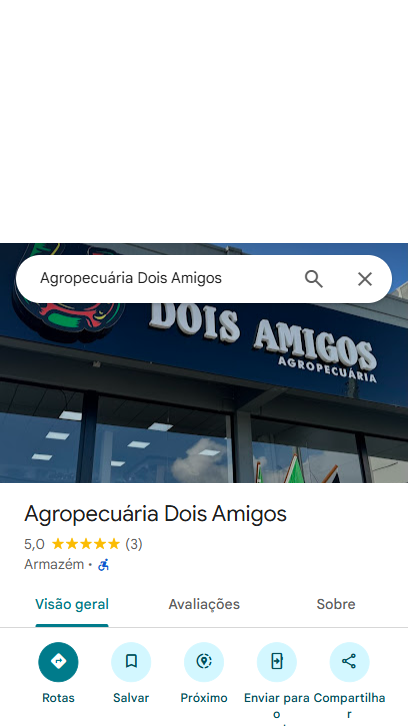 Agropecuária Dois Amigos
DOIS AMIGOS
AGROPECUÁRIA
Agropecuária Dois Amigos
5,0 ★★★★★ (3)
Armazém ·
Visão geral
Avaliações
Sobre
Rotas
Salvar
Próximo
Enviar para
o
Compartilha
r